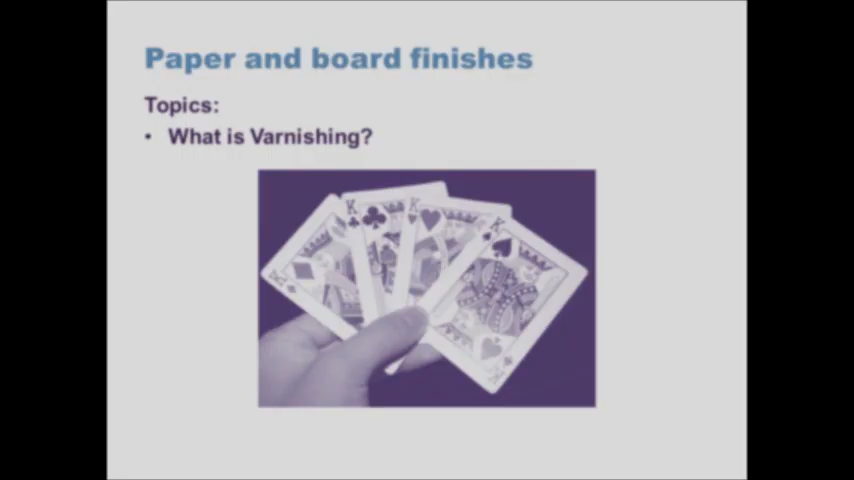 Paper and board finishes
Topics:
• What is Varnishing?
K
K
K
K
K